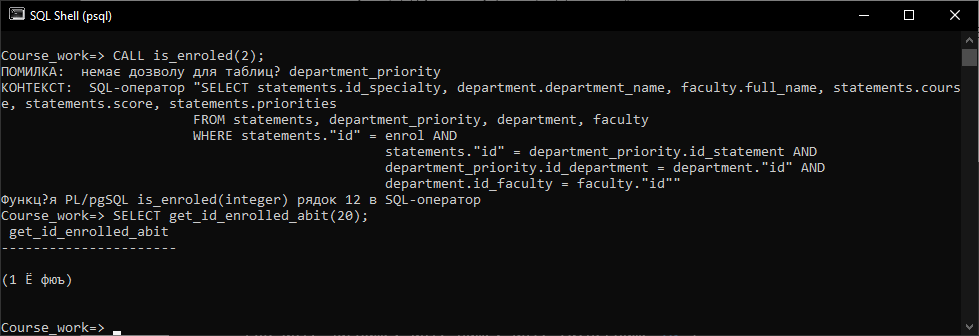 SQL Shell (psql)
Course_work=> CALL is_enroled(2);
ПОМИЛКА:  немає дозволу для таблиц? department_priority
КОНТЕКСТ:  SQL-оператор "SELECT statements.id_specialty, department.department_name, faculty.full_name, statements.cours
e, statements.score, statements.priorities
FROM statements, department_priority, department, faculty
WHERE statements."id" = enrol AND
statements."id" = department_priority.id_statement AND
department_priority.id_department = department."id" AND
department.id_faculty = faculty."id""
Функц?я PL/pgSQL is_enroled(integer) рядок 12 в SQL-оператор
Course_work=> SELECT get_id_enrolled_abit(20);
get_id_enrolled_abit
----------------------
(1 Ё фюъ)
Course_work=>